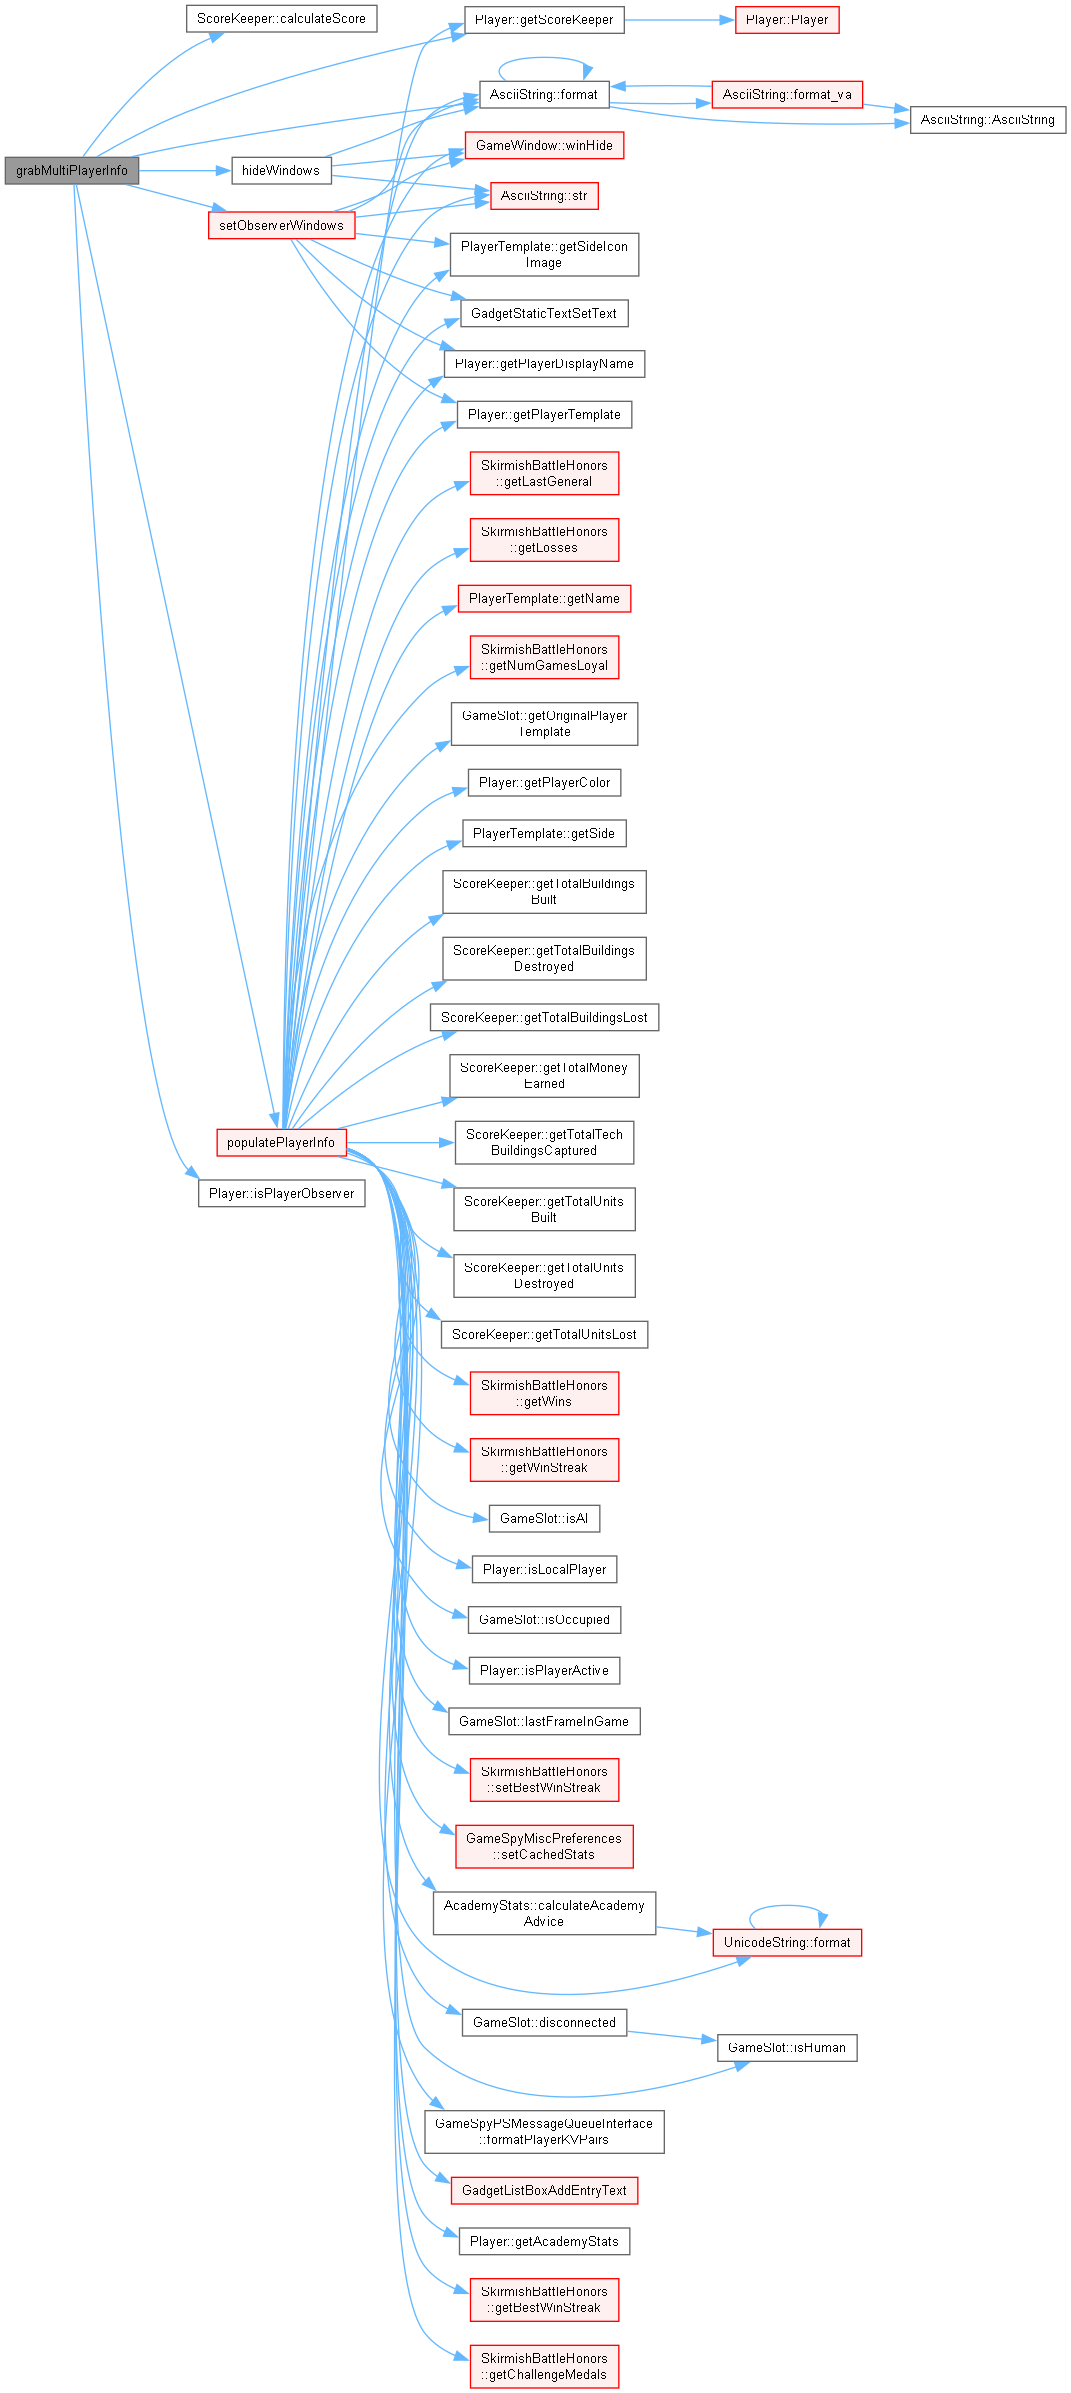 ScoreKeeper::calculateScore
Player::getScoreKeeper
Player::Player
AsciiString::format
AsciiString::format_va
AsciiString::AsciiString
GameWindow::winHide
grabMultiPlayerInfo
hideWindows
AsciiString::str
setObserverWindows
PlayerTemplate::getSideIcon
Image
GadgetStaticTextSetText
Player::getPlayerDisplayName
Player::getPlayerTemplate
SkirmishBattleHonors
::getLastGeneral
SkirmishBattleHonors
::getLosses
PlayerTemplate::getName
SkirmishBattleHonors
::getNumGamesLoyal
GameSlot::getOriginalPlayer
Template
Player::getPlayerColor
PlayerTemplate::getSide
ScoreKeeper::getTotalBuildings
Built
ScoreKeeper::getTotalBuildings
Destroyed
ScoreKeeper::getTotalBuildingsLost
ScoreKeeper::getTotalMoney
Earned
populatePlayerInfo
ScoreKeeper::getTotalTech
BuildingsCaptured
Player::isPlayerObserver
ScoreKeeper::getTotalUnits
Built
ScoreKeeper::getTotalUnits
Destroyed
ScoreKeeper::getTotalUnitsLost
SkirmishBattleHonors
::getWins
SkirmishBattleHonors
::getWinStreak
GameSlot::isAI
Player::isLocalPlayer
GameSlot::isOccupied
Player::isPlayerActive
GameSlot::lastFrameInGame
SkirmishBattleHonors
::setBestWinStreak
GameSpyMiscPreferences
::setCachedStats
AcademyStats::calculateAcademy
Advice
UnicodeString::format
GameSlot::disconnected
GameSlot::isHuman
GameSpyPSMessageQueueInterface
::formatPlayerKVPairs
GadgetListBoxAddEntryText
Player::getAcademyStats
SkirmishBattleHonors
::getBestWinStreak
SkirmishBattleHonors
::getChallengeMedals